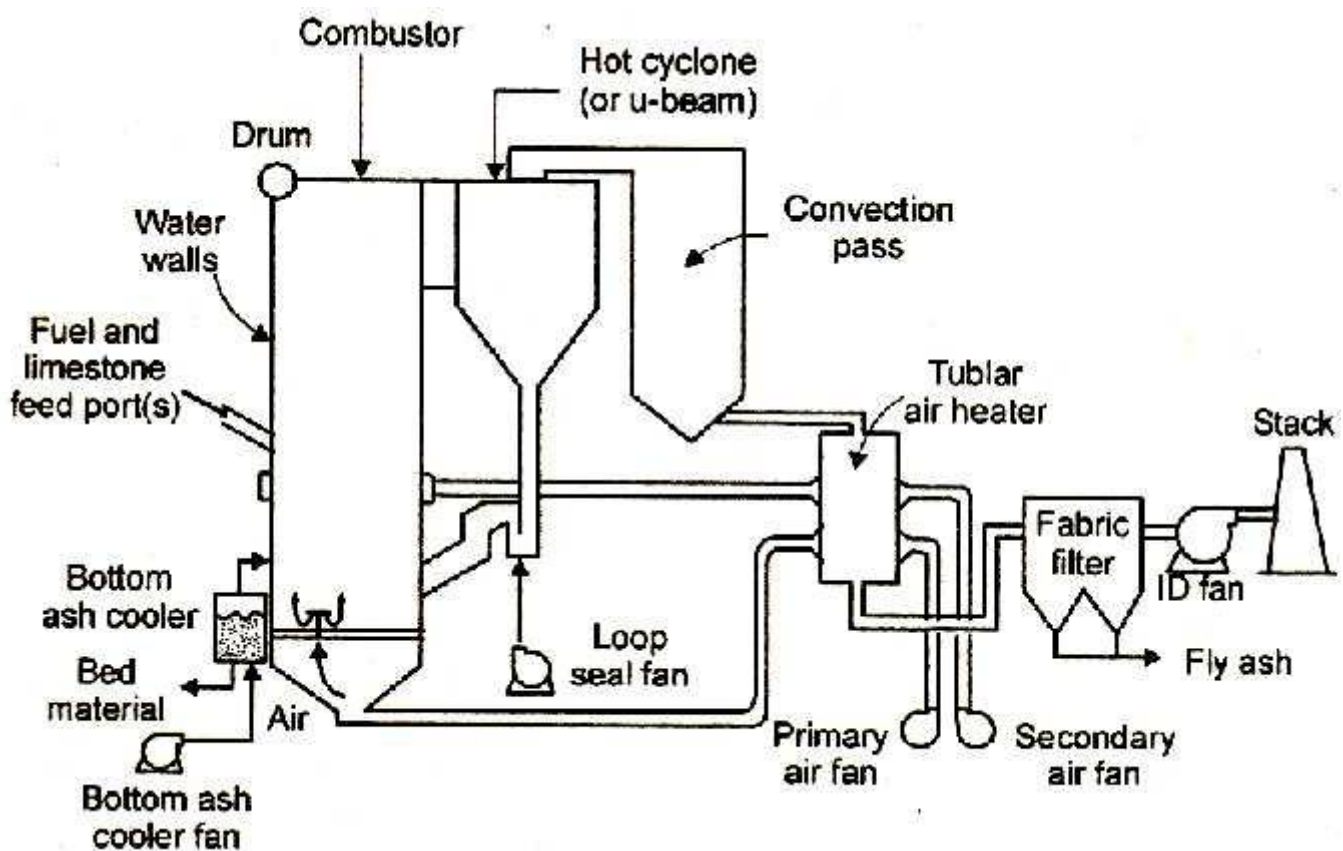 Combustor
Hot cyclone
(or u-beam)
Drum
Water
walls
Convection
pass
Fuel and
limestone
feed port(s)
Tublar
air heater
Stack
Fabric
filter
ID fan
Bottom
ash cooler
Loop
seal fan
Fly ash
Bed
material
Air
Primary
air fan
Secondary
air fan
Bottom ash
cooler fan